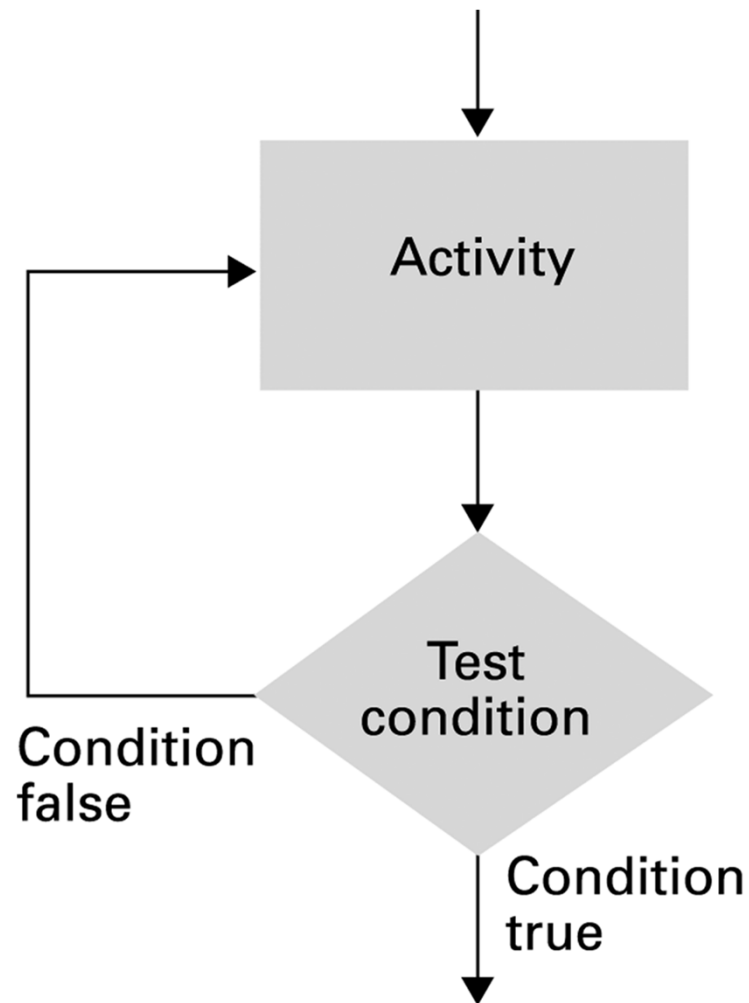 Activity
Test
condition
Condition
false
Condition
true